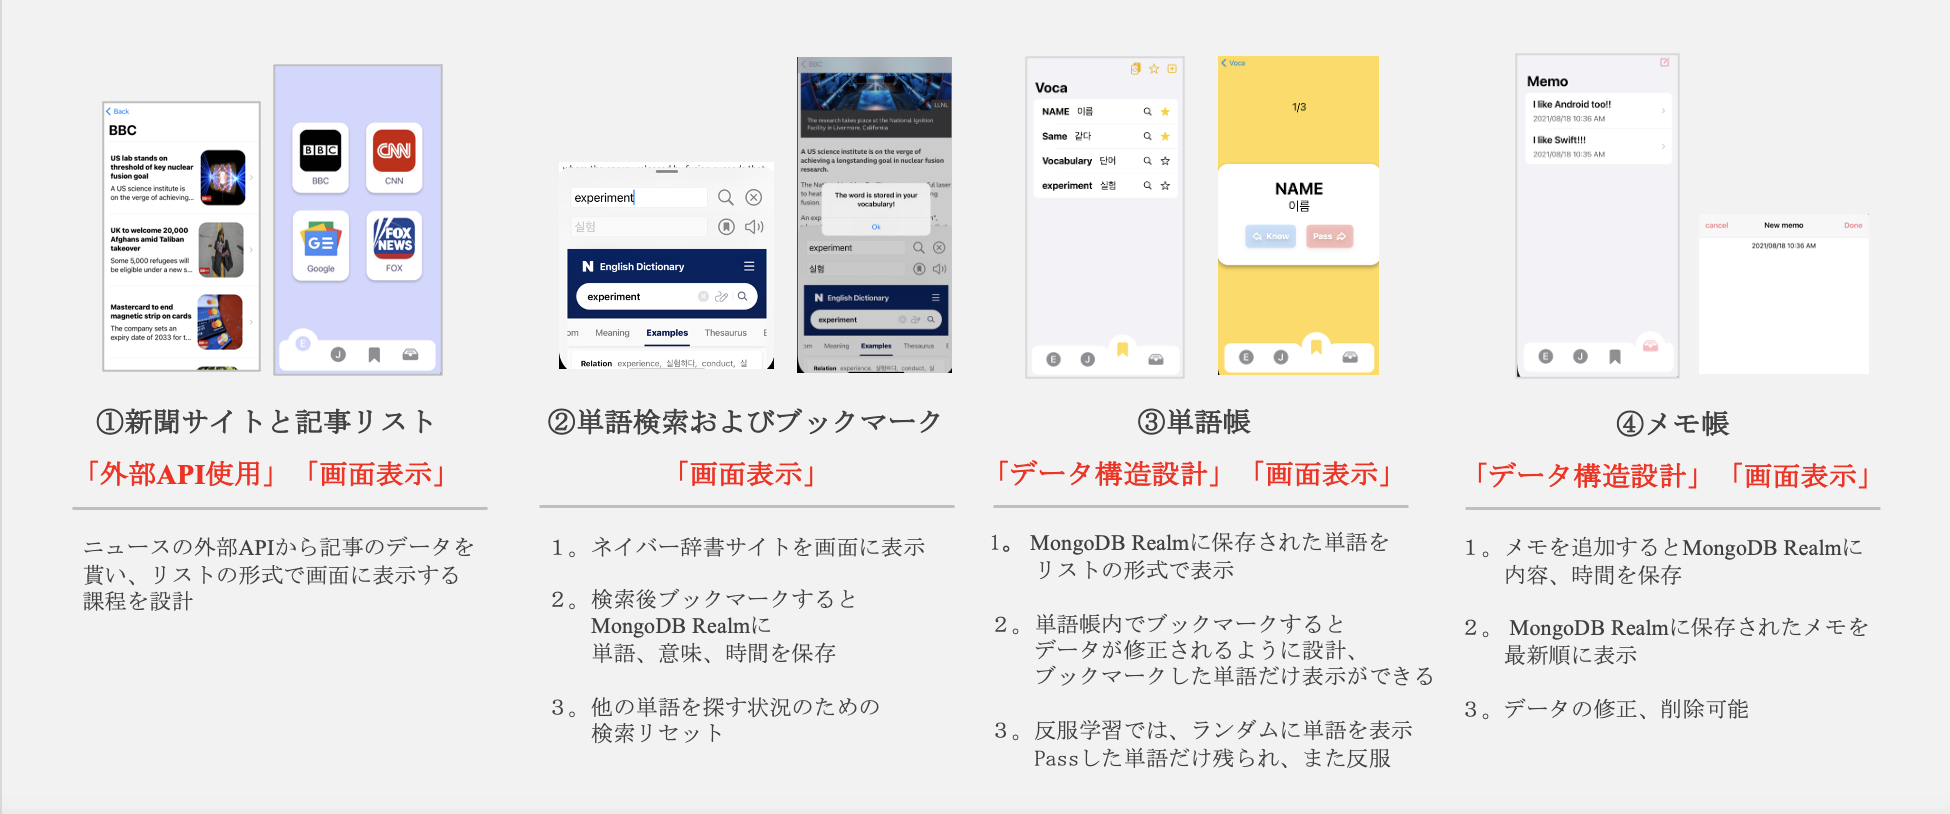 Back
BBC
US lab stands on
threshold of key nuclear
fusion goal
A US science institute is
on the verge of achieving...
UK to welcome 20,000
Afghans amid Taliban
takeover
Some 5,000 refugees will
be eligible under a new s...
Mastercard to end
magnetic strip on cards
The company sets an
expiry date of 2033 for t...
BBC
CNN
BBC
CNN
GE
FOX
NEWS
Google
FOX
E
J
①新聞サイトと記事リスト
「外部API使用」「画面表示」
ニュースの外部APIから記事のデータを
貰い、リストの形式で画面に表示する
課程を設計
experiment
실험
N English Dictionary
experiment
om Meaning Examples Thesaurus E
Relation experience, 실험하다, conduct, 실
BBC
LLNL
The research takes place at the National Ignition
Facility in Livermore, California
A US science institute is on the verge of
achieving a longstanding goal in nuclear fusion
research.
The word is stored in your
vocabulary!
Ok
experiment
실험
N English Dictionary
experiment
om Meaning Examples Thesaurus
Relation experience, 실험하다, conduct, 실
②単語検索およびブックマーク
「画面表示」
１。ネイバー辞書サイトを画面に表示
２。検索後ブックマークすると
MongoDB Realmに
単語、意味、時間を保存
３。他の単語を探す状況のための
検索リセット
Voca
NAME 이름
Same 같다
Vocabulary 단어
experiment 실험
E
J
Voca
1/3
NAME
이름
Know
Pass
E
J
③単語帳
「データ構造設計」「画面表示」
1。MongoDB Realmに保存された単語を
リストの形式で表示
２。単語帳内でブックマークすると
データが修正されるように設計、
ブックマークした単語だけ表示ができる
３。反服学習では、ランダムに単語を表示
Passした単語だけ残られ、また反服
Memo
I like Android too!!
2021/08/18 10:36 AM
I like Swift!!!
2021/08/18 10:35 AM
E
J
cancel
New memo
Done
2021/08/18 10:36 AM
④メモ帳
「データ構造設計」「画面表示」
１。メモを追加するとMongoDB Realmに
内容、時間を保存
２。MongoDB Realmに保存されたメモを
最新順に表示
３。データの修正、削除可能